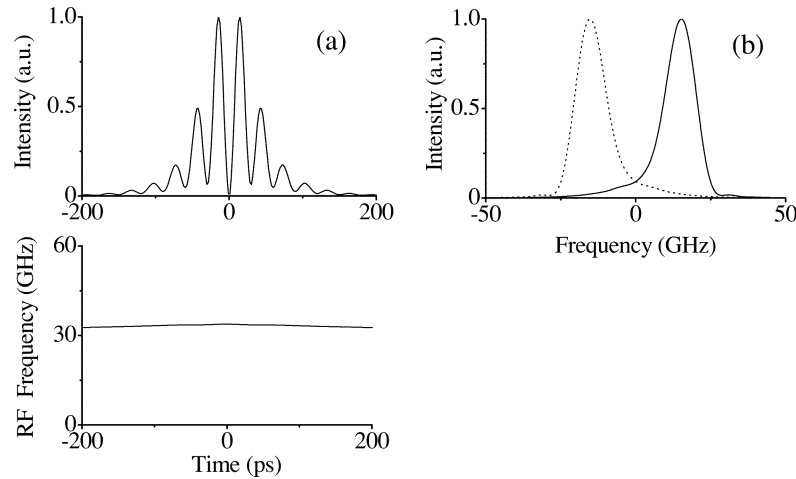 (a)
Intensity (a.u.)
1.0
0.5
0
-200
0
200
(b)
Intensity (a.u.)
1.0
0.5
0
-50
0
50
Frequency (GHz)
RF Frequency (GHz)
60
30
0
-200
0
200
Time (ps)